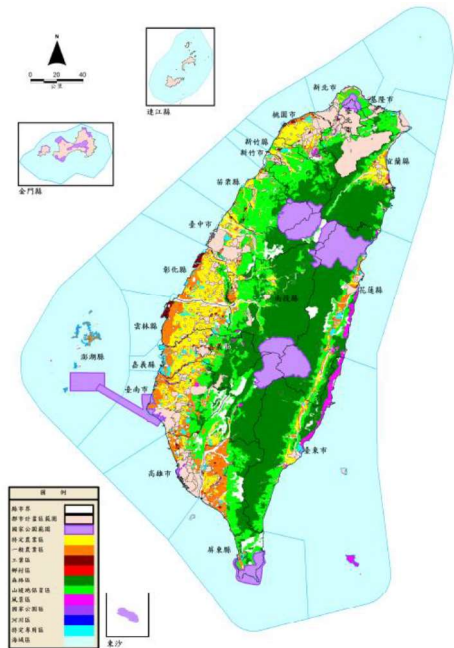 N
20 0 20 40
公里
連江縣
金門縣
新北市
基隆市
桃園市
新竹縣
新竹市
宜蘭縣
苗栗縣
臺中市
彰化縣
花蓮縣
雲林縣
澎湖縣
嘉義縣
臺南市
臺東市
高雄市
屏東縣
圖 例
縣市界
都市計畫區範圍
國家公園範圍
特定農業區
一般農業區
工業區
鄉村區
森林區
山坡地保育區
風景區
國家公園區
河川區
特定專用區
海域區
東沙